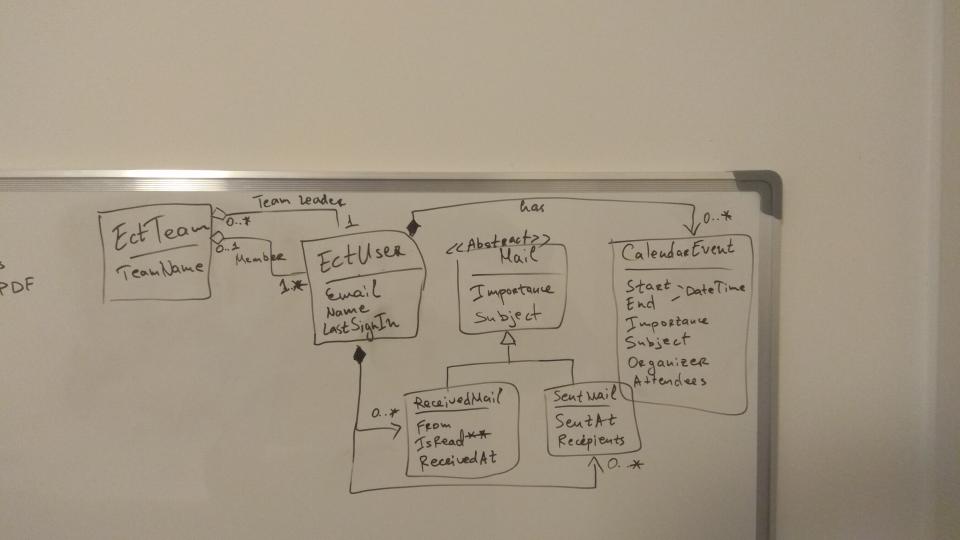 s
PDF
Team Leader
0..*
1
EctTeam
TeamName
0..1
Member
1.*
EctUser
Email
Name
LastSignIn
has
0..*
<<Abstract>>
Mail
Importance
Subject
CalendarEvent
Start
End
DateTime
Importance
Subject
Organizer
Attendees
0..*
ReceivedMail
From
IsRead
ReceivedAt
SentMail
SentAt
Recipients
0..*